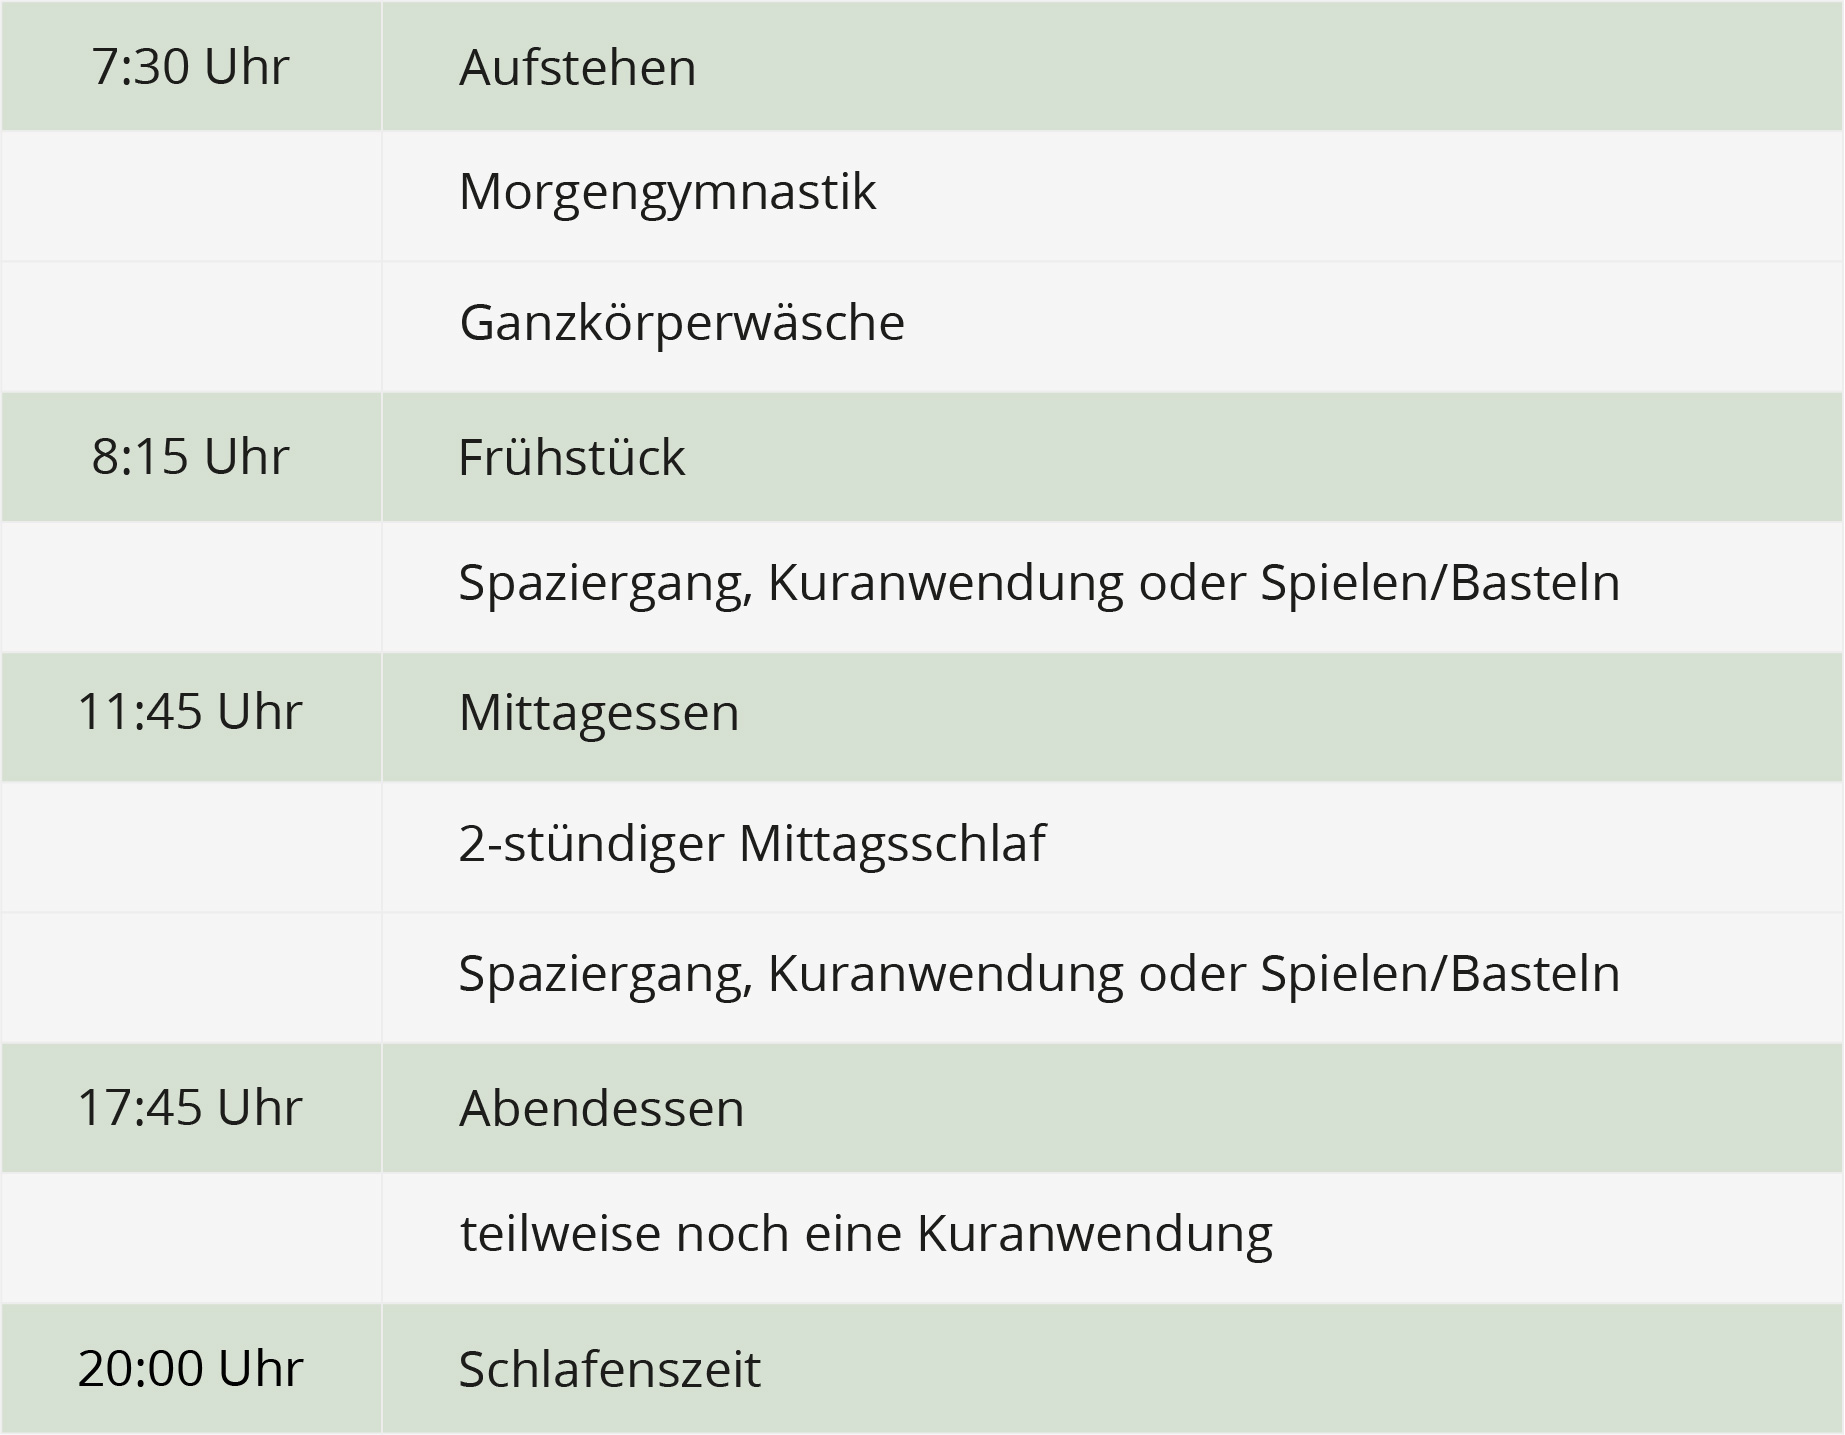 7:30 Uhr Aufstehen
Morgengymnastik
Ganzkörperwäsche
8:15 Uhr Frühstück
Spaziergang, Kuranwendung oder Spielen/Basteln
11:45 Uhr Mittagessen
2-stündiger Mittagsschlaf
Spaziergang, Kuranwendung oder Spielen/Basteln
17:45 Uhr Abendessen
teilweise noch eine Kuranwendung
20:00 Uhr Schlafenszeit